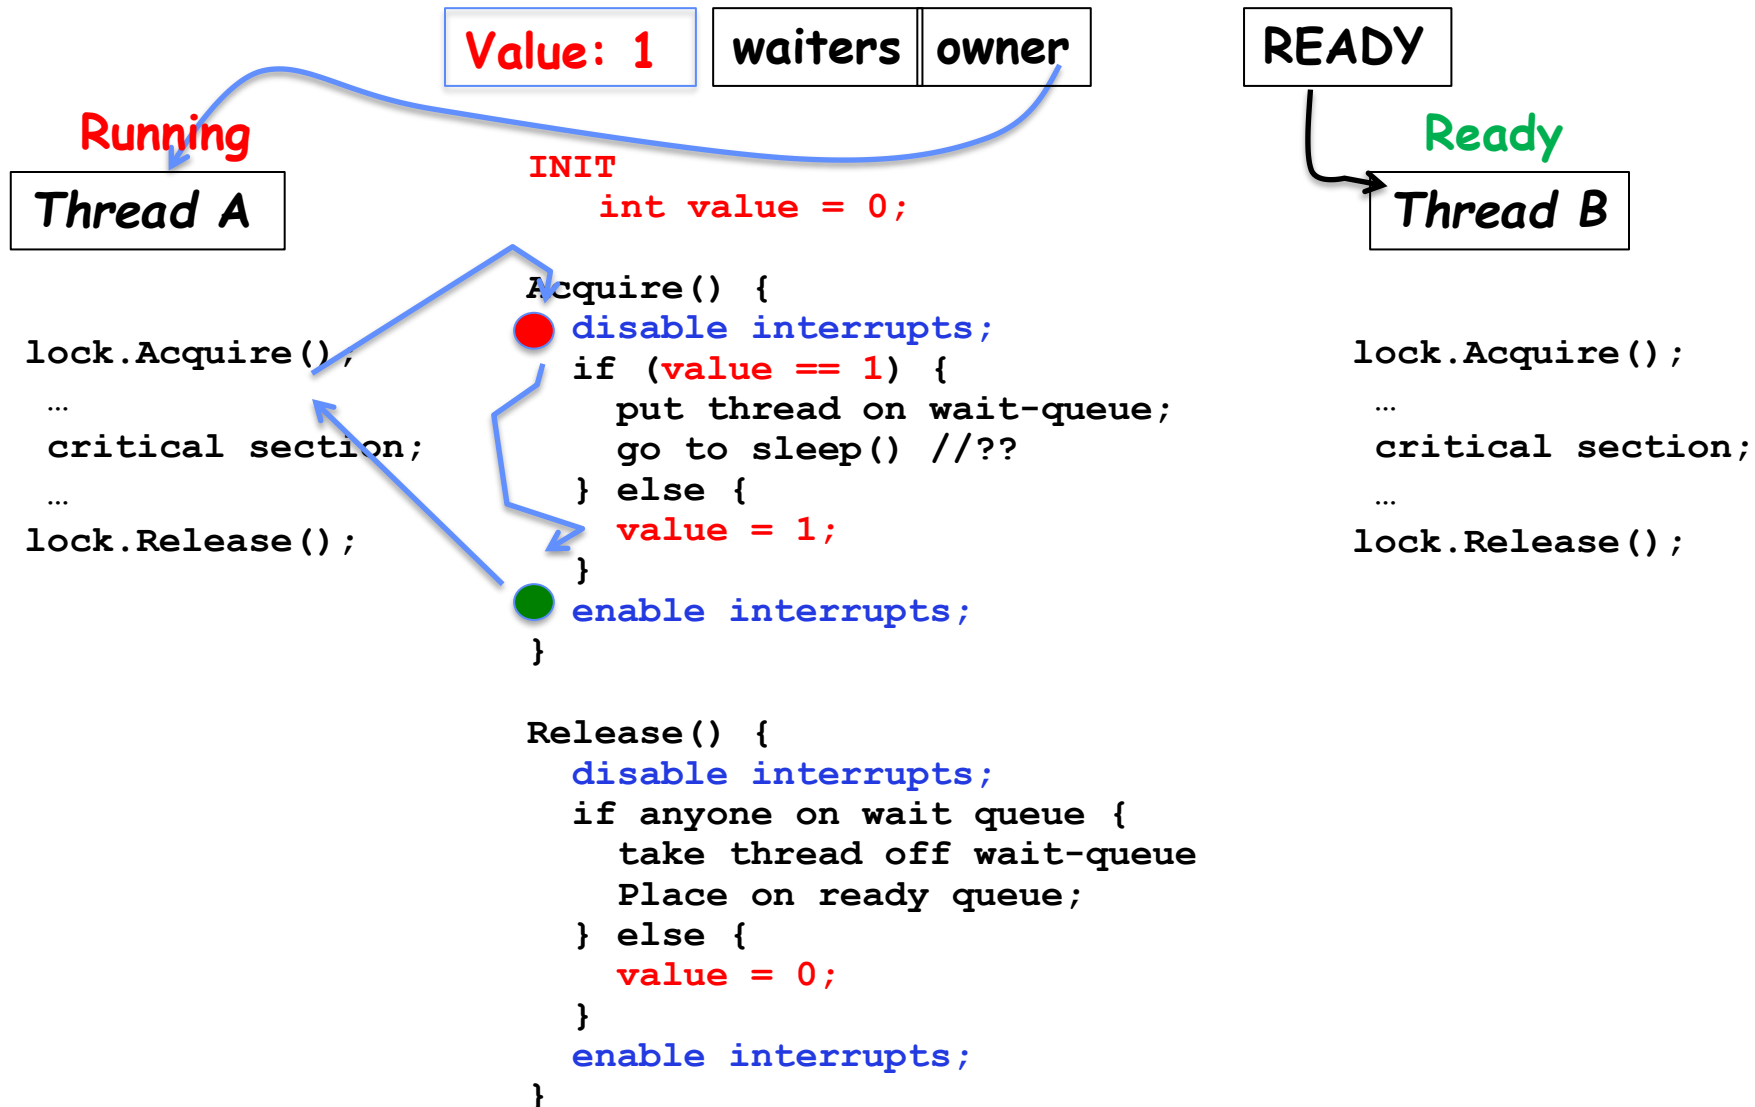 Value: 1
waiters
owner
READY
Running
Ready
Thread A
Thread B
lock.Acquire();
…
critical section;
…
lock.Release();
INIT
int value = 0;
Acquire() {
disable interrupts;
if (value == 1) {
put thread on wait-queue;
go to sleep() //??
} else {
value = 1;
}
enable interrupts;
}
Release() {
disable interrupts;
if anyone on wait queue {
take thread off wait-queue
Place on ready queue;
} else {
value = 0;
}
enable interrupts;
}
lock.Acquire();
…
critical section;
…
lock.Release();